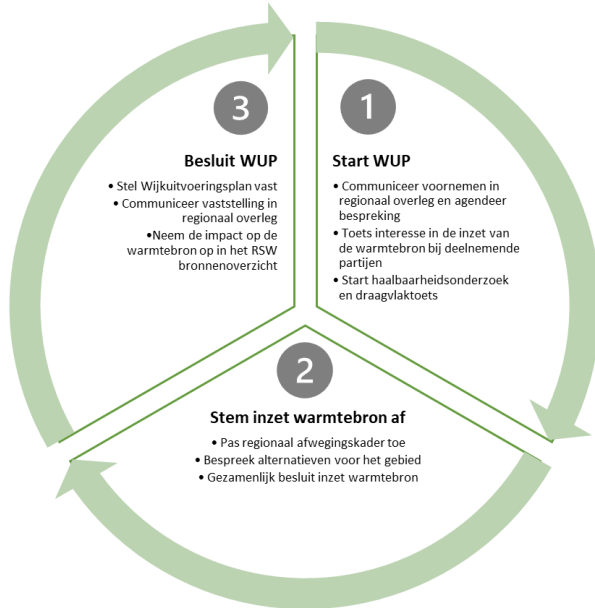 1
Start WUP
• Communiceer voornemen in
regionaal overleg en agendeer
bespreking
• Toets interesse in de inzet van
de warmtebron bij deelnemende
partijen
• Start haalbaarheidsonderzoek
en draagvlaktoets
2
Stem inzet warmtebron af
• Pas regionaal afwegingskader toe
• Bespreek alternatieven voor het gebied
• Gezamenlijk besluit inzet warmtebron
3
Besluit WUP
• Stel Wijkuitvoeringsplan vast
• Communiceer vaststelling in
regionaal overleg
•Neem de impact op de
warmtebron op in het RSW
bronnenoverzicht